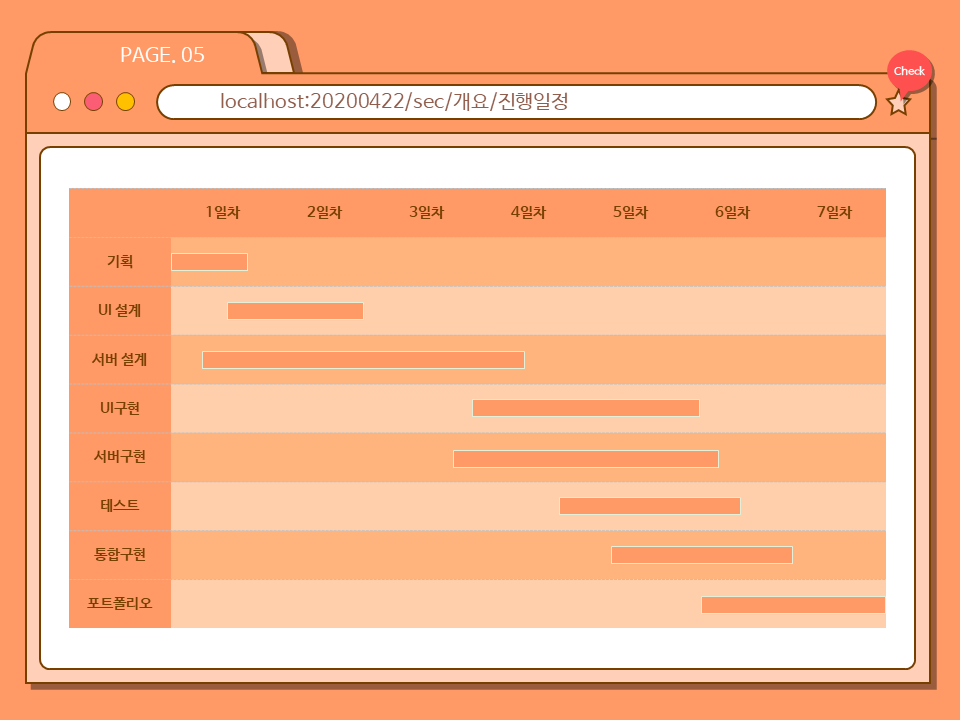 PAGE. 05
Check
localhost:20200422/sec/개요/진행일정
1일차 2일차 3일차 4일차 5일차 6일차 7일차
기획
UI 설계
서버 설계
UI구현
서버구현
테스트
통합구현
포트폴리오